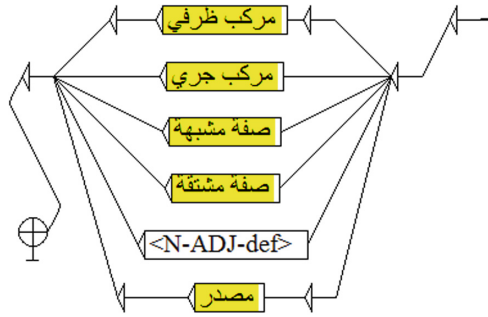 مركب ظرفي
مركب جري
صفة مشبهة
صفة مشتقة
<N-ADJ-def>
مصدر